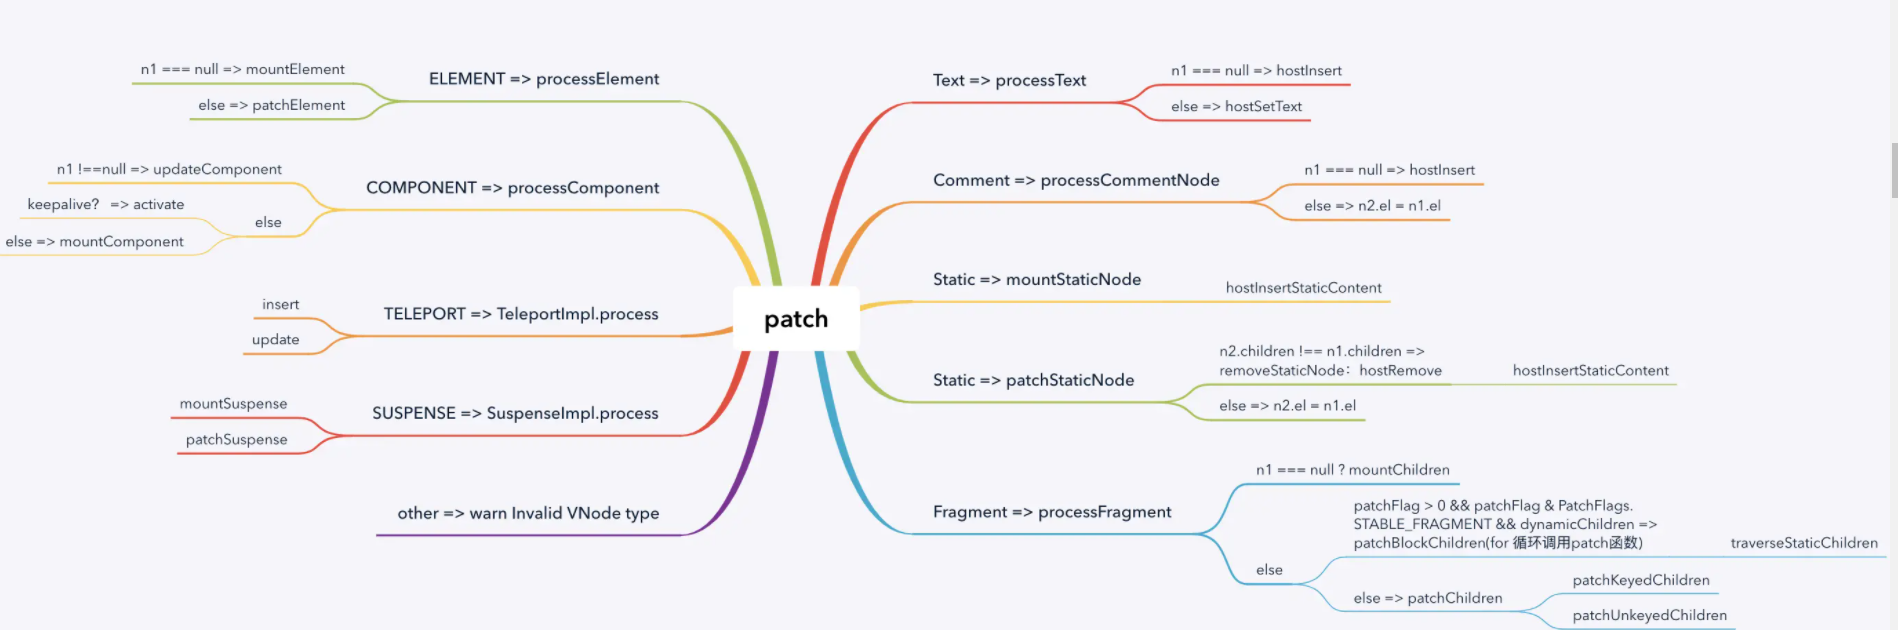 patch
ELEMENT => processElement
n1 === null => mountElement
else => patchElement
COMPONENT => processComponent
n1 !==null => updateComponent
else
keepalive? => activate
else => mountComponent
TELEPORT => TeleportImpl.process
insert
update
SUSPENSE => SuspenseImpl.process
mountSuspense
patchSuspense
other => warn Invalid VNode type
Text => processText
n1 === null => hostInsert
else => hostSetText
Comment => processCommentNode
n1 === null => hostInsert
else => n2.el = n1.el
Static => mountStaticNode
hostInsertStaticContent
Static => patchStaticNode
n2.children !== n1.children =>
removeStaticNode：hostRemove
hostInsertStaticContent
else => n2.el = n1.el
Fragment => processFragment
n1 === null ? mountChildren
else
patchFlag > 0 && patchFlag & PatchFlags.
STABLE_FRAGMENT && dynamicChildren =>
patchBlockChildren(for 循环调用patch函数)
traverseStaticChildren
else => patchChildren
patchKeyedChildren
patchUnkeyedChildren